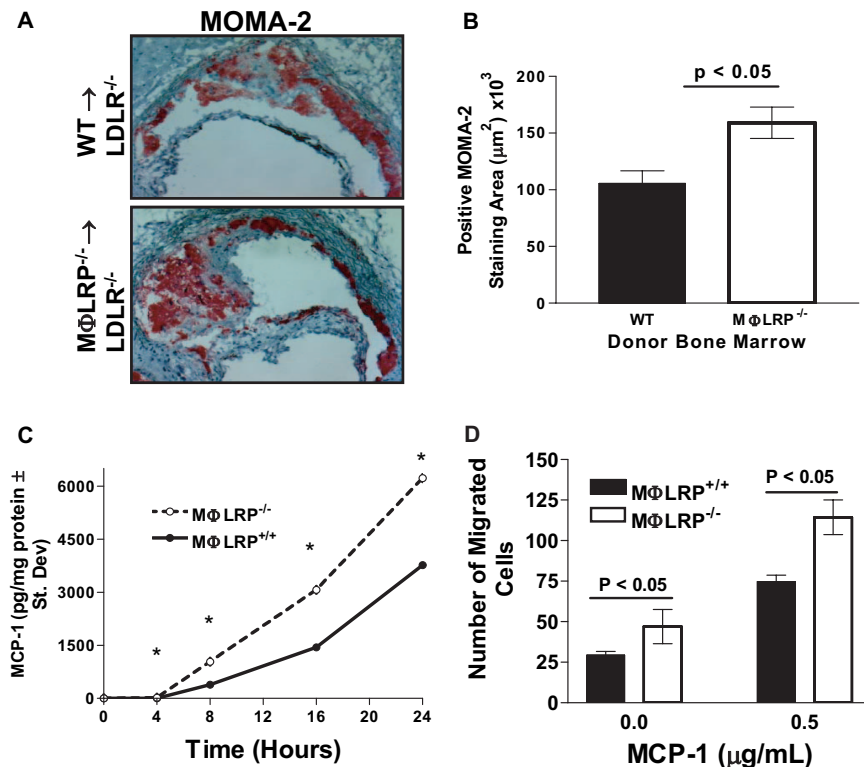 A
MOMA-2
WT →
LDLR-/-
MΦLRP-/-→
LDLR-/-
B
Positive MOMA-2
Staining Area (μm²) x10³
200
150
100
50
0
p < 0.05
WT
MΦLRP-/-
Donor Bone Marrow
C
MCP-1 (pg/mg protein ±
St. Dev)
6000
4500
3000
1500
0
* * * *
MΦLRP-/-
MΦLRP+/+
0 4 8 12 16 20 24
Time (Hours)
D
Number of Migrated
Cells
150
125
100
75
50
25
0
MΦLRP+/+
MΦLRP-/-
P < 0.05
P < 0.05
0.0 0.5
MCP-1 (μg/mL)